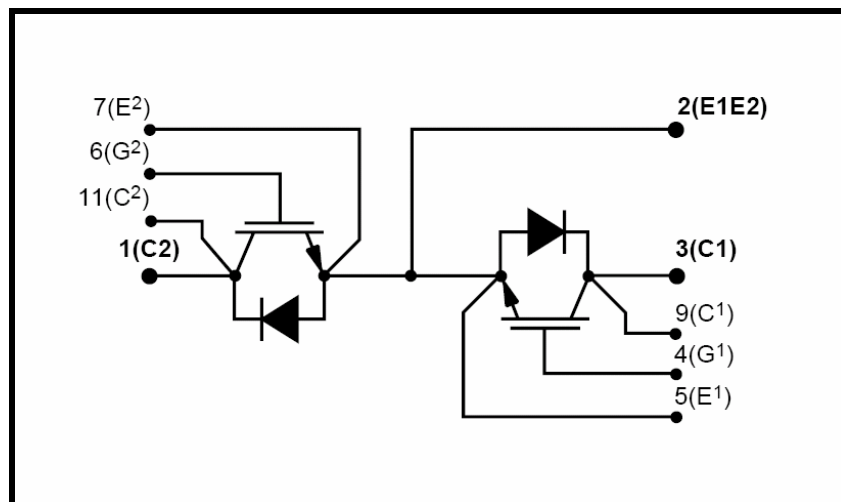 7(E²)
6(G²)
11(C²)
1(C2)
2(E1E2)
3(C1)
9(C¹)
4(G¹)
5(E¹)